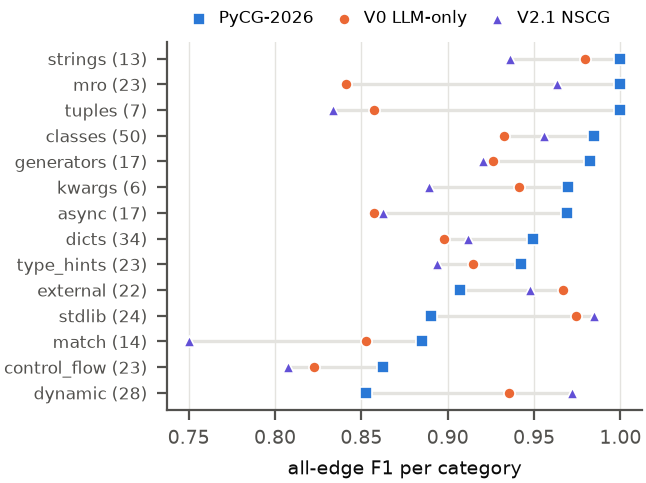 PyCG-2026 V0 LLM-only V2.1 NSCG
strings (13)
mro (23)
tuples (7)
classes (50)
generators (17)
kwargs (6)
async (17)
dicts (34)
type_hints (23)
external (22)
stdlib (24)
match (14)
control_flow (23)
dynamic (28)
0.75 0.80 0.85 0.90 0.95 1.00
all-edge F1 per category